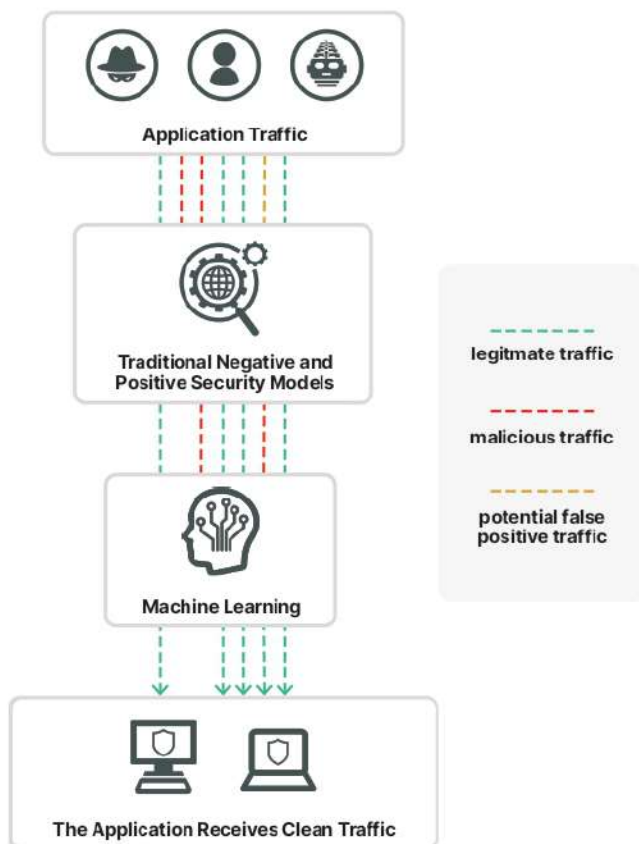 Application Traffic
Traditional Negative and
Positive Security Models
legitmate traffic
malicious traffic
potential false
positive traffic
Machine Learning
The Application Receives Clean Traffic